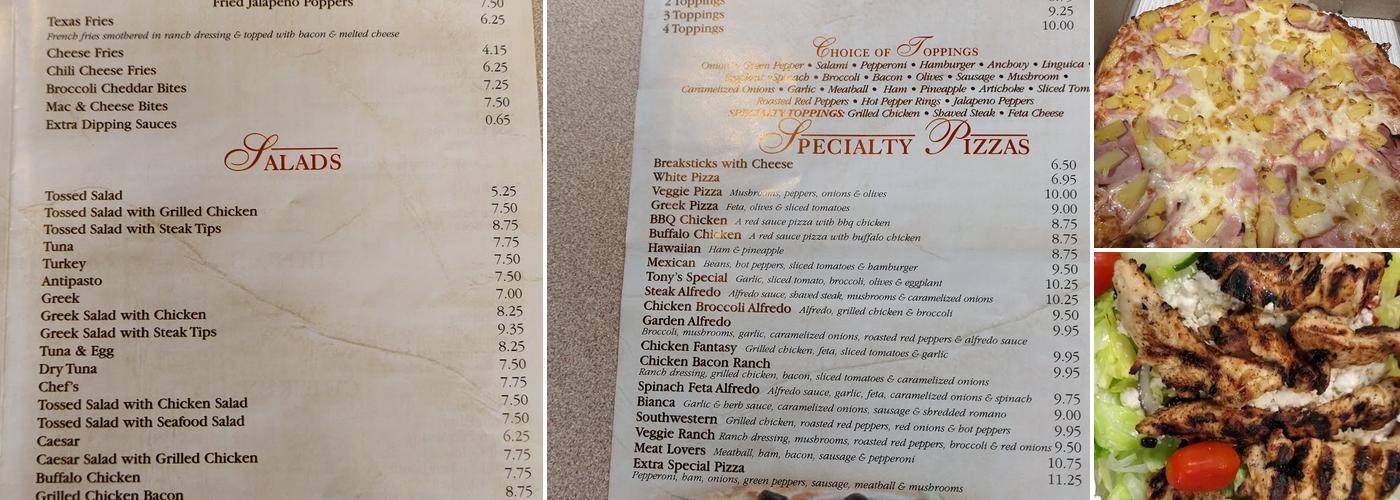 Fried Jalapeno Poppers 7.50
Texas Fries 6.25
French fries smothered in ranch dressing & topped with bacon & melted cheese
Cheese Fries 4.15
Chili Cheese Fries 6.25
Broccoli Cheddar Bites 7.25
Mac & Cheese Bites 7.50
Extra Dipping Sauces 0.65
SALADS
Tossed Salad 5.25
Tossed Salad with Grilled Chicken 7.50
Tossed Salad with Steak Tips 8.75
Tuna 7.75
Turkey 7.50
Antipasto 7.50
Greek 7.00
Greek Salad with Chicken 8.25
Greek Salad with Steak Tips 9.35
Tuna & Egg 8.25
Dry Tuna 7.50
Chef's 7.75
Tossed Salad with Chicken Salad 7.50
Tossed Salad with Seafood Salad 7.50
Caesar 6.25
Caesar Salad with Grilled Chicken 7.75
Buffalo Chicken 7.75
Grilled Chicken Bacon 8.75
2 Toppings
3 Toppings 9.25
4 Toppings 10.00
CHOICE OF TOPPINGS
Onion • Green Pepper • Salami • Pepperoni • Hamburger • Anchovy • Linguica •
Eggplant • Spinach • Broccoli • Bacon • Olives • Sausage • Mushroom •
Caramelized Onions • Garlic • Meatball • Ham • Pineapple • Artichoke • Sliced
Roasted Red Peppers • Hot Pepper Rings • Jalapeno Peppers
SPECIALTY TOPPINGS: Grilled Chicken • Shaved Steak • Feta Cheese
SPECIALTY PIZZAS
Breaksticks with Cheese 6.50
White Pizza 6.95
Veggie Pizza Mushrooms, peppers, onions & olives 10.00
Greek Pizza Feta, olives & sliced tomatoes 9.00
BBQ Chicken A red sauce pizza with bbq chicken 8.75
Buffalo Chicken A red sauce pizza with buffalo chicken 8.75
Hawaiian Ham & pineapple 8.75
Mexican Beans, hot peppers, sliced tomatoes & hamburger 9.50
Tony's Special Garlic, sliced tomato, broccoli, olives & eggplant 10.25
Steak Alfredo Alfredo sauce, shaved steak, mushrooms & caramelized onions 10.25
Chicken Broccoli Alfredo Alfredo, grilled chicken & broccoli 9.50
Garden Alfredo 9.95
Broccoli, mushrooms, garlic, caramelized onions, roasted red peppers & alfredo sauce
Chicken Fantasy Grilled chicken, feta, sliced tomatoes & garlic 9.95
Chicken Bacon Ranch 9.95
Ranch dressing, grilled chicken, bacon, sliced tomatoes & caramelized onions
Spinach Feta Alfredo Alfredo sauce, garlic, feta, caramelized onions & spinach 9.75
Bianca Garlic & herb sauce, caramelized onions, sausage & shredded romano 9.00
Southwestern Grilled chicken, roasted red peppers, red onions & hot peppers 9.95
Veggie Ranch Ranch dressing, mushrooms, roasted red peppers, broccoli & red onions 9.50
Meat Lovers Meatball, ham, bacon, sausage & pepperoni 10.75
Extra Special Pizza 11.25
Pepperoni, ham, onions, green peppers, sausage, meatball & mushrooms